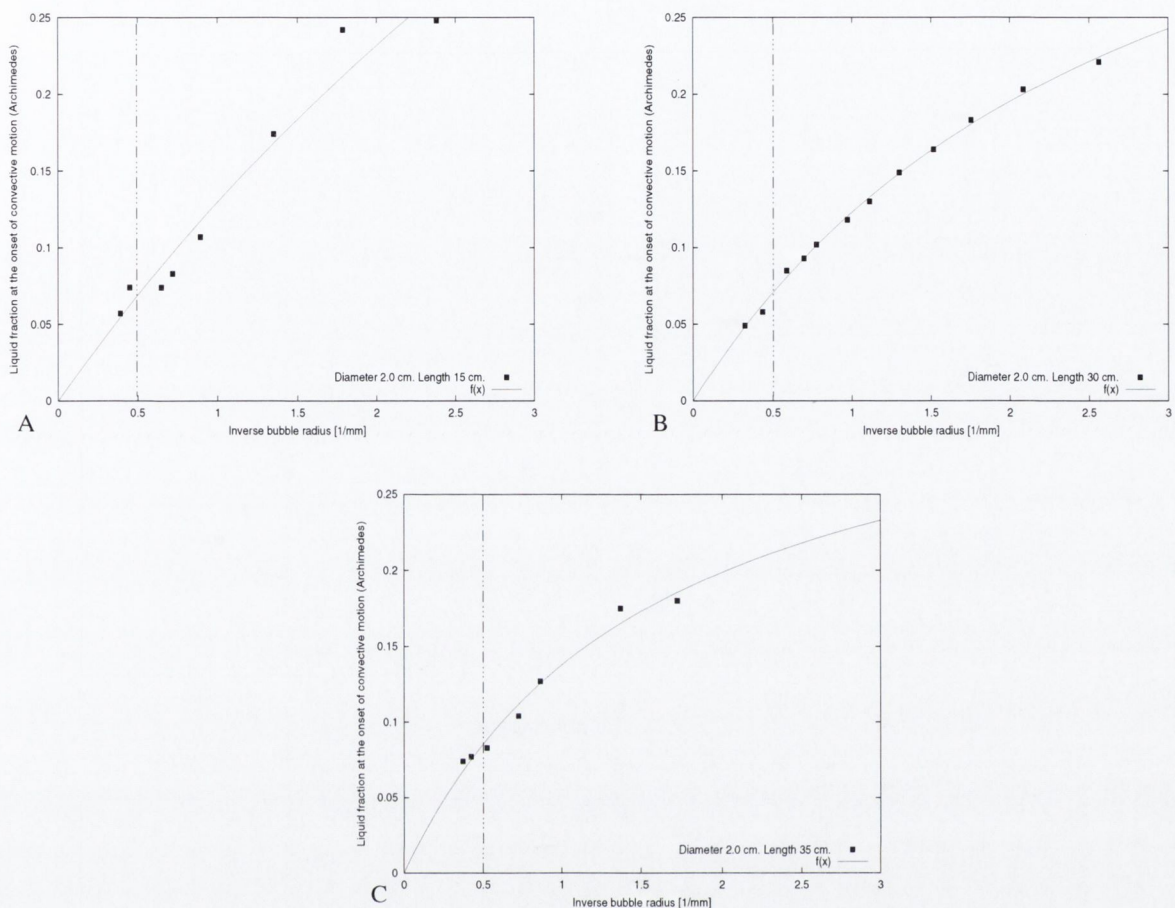 Liquid fraction at the onset of convective motion (Archimedes)
0.25
0.2
0.15
0.1
0.05
0
Diameter 2.0 cm. Length 15 cm.
f(x)
0 0.5 1 1.5 2 2.5 3
Inverse bubble radius [1/mm]
A
Liquid fraction at the onset of convective motion (Archimedes)
0.25
0.2
0.15
0.1
0.05
0
Diameter 2.0 cm. Length 30 cm.
f(x)
0 0.5 1 1.5 2 2.5 3
Inverse bubble radius [1/mm]
B
Liquid fraction at the onset of convective motion (Archimedes)
0.25
0.2
0.15
0.1
0.05
0
Diameter 2.0 cm. Length 35 cm.
f(x)
0 0.5 1 1.5 2 2.5 3
Inverse bubble radius [1/mm]
C